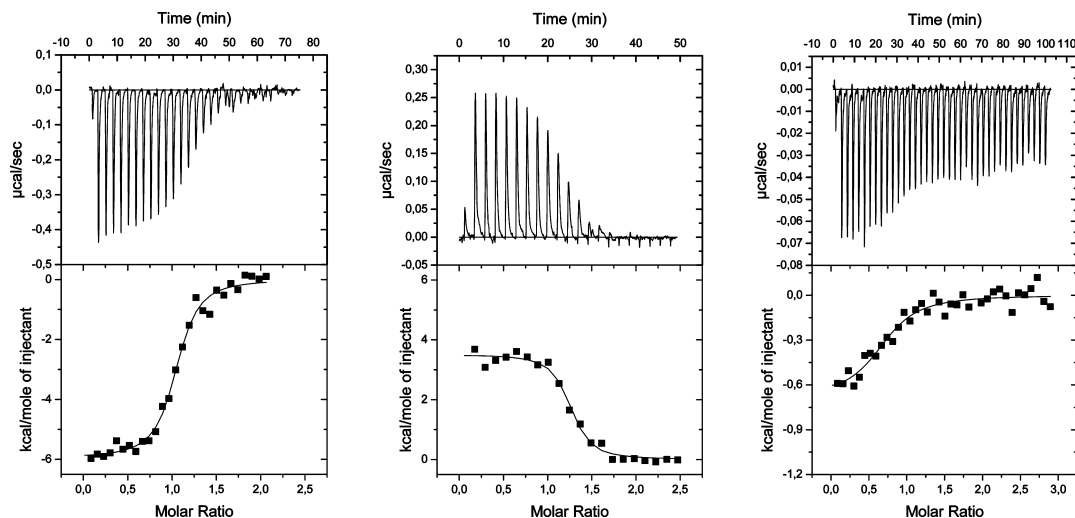 Time (min)
-10 0 10 20 30 40 50 60 70 80
0,1
0,0
-0,1
-0,2
-0,3
-0,4
-0,5
µcal/sec
0
-2
-4
-6
kcal/mole of injectant
0,0 0,5 1,0 1,5 2,0 2,5
Molar Ratio
Time (min)
0 10 20 30 40 50
0,30
0,25
0,20
0,15
0,10
0,05
0,00
-0,05
µcal/sec
6
4
2
0
kcal/mole of injectant
0,0 0,5 1,0 1,5 2,0 2,5
Molar Ratio
Time (min)
-10 0 10 20 30 40 50 60 70 80 90 100 110
0,01
0,00
-0,01
-0,02
-0,03
-0,04
-0,05
-0,06
-0,07
-0,08
µcal/sec
0,0
-0,3
-0,6
-0,9
-1,2
kcal/mole of injectant
0,0 0,5 1,0 1,5 2,0 2,5 3,0
Molar Ratio